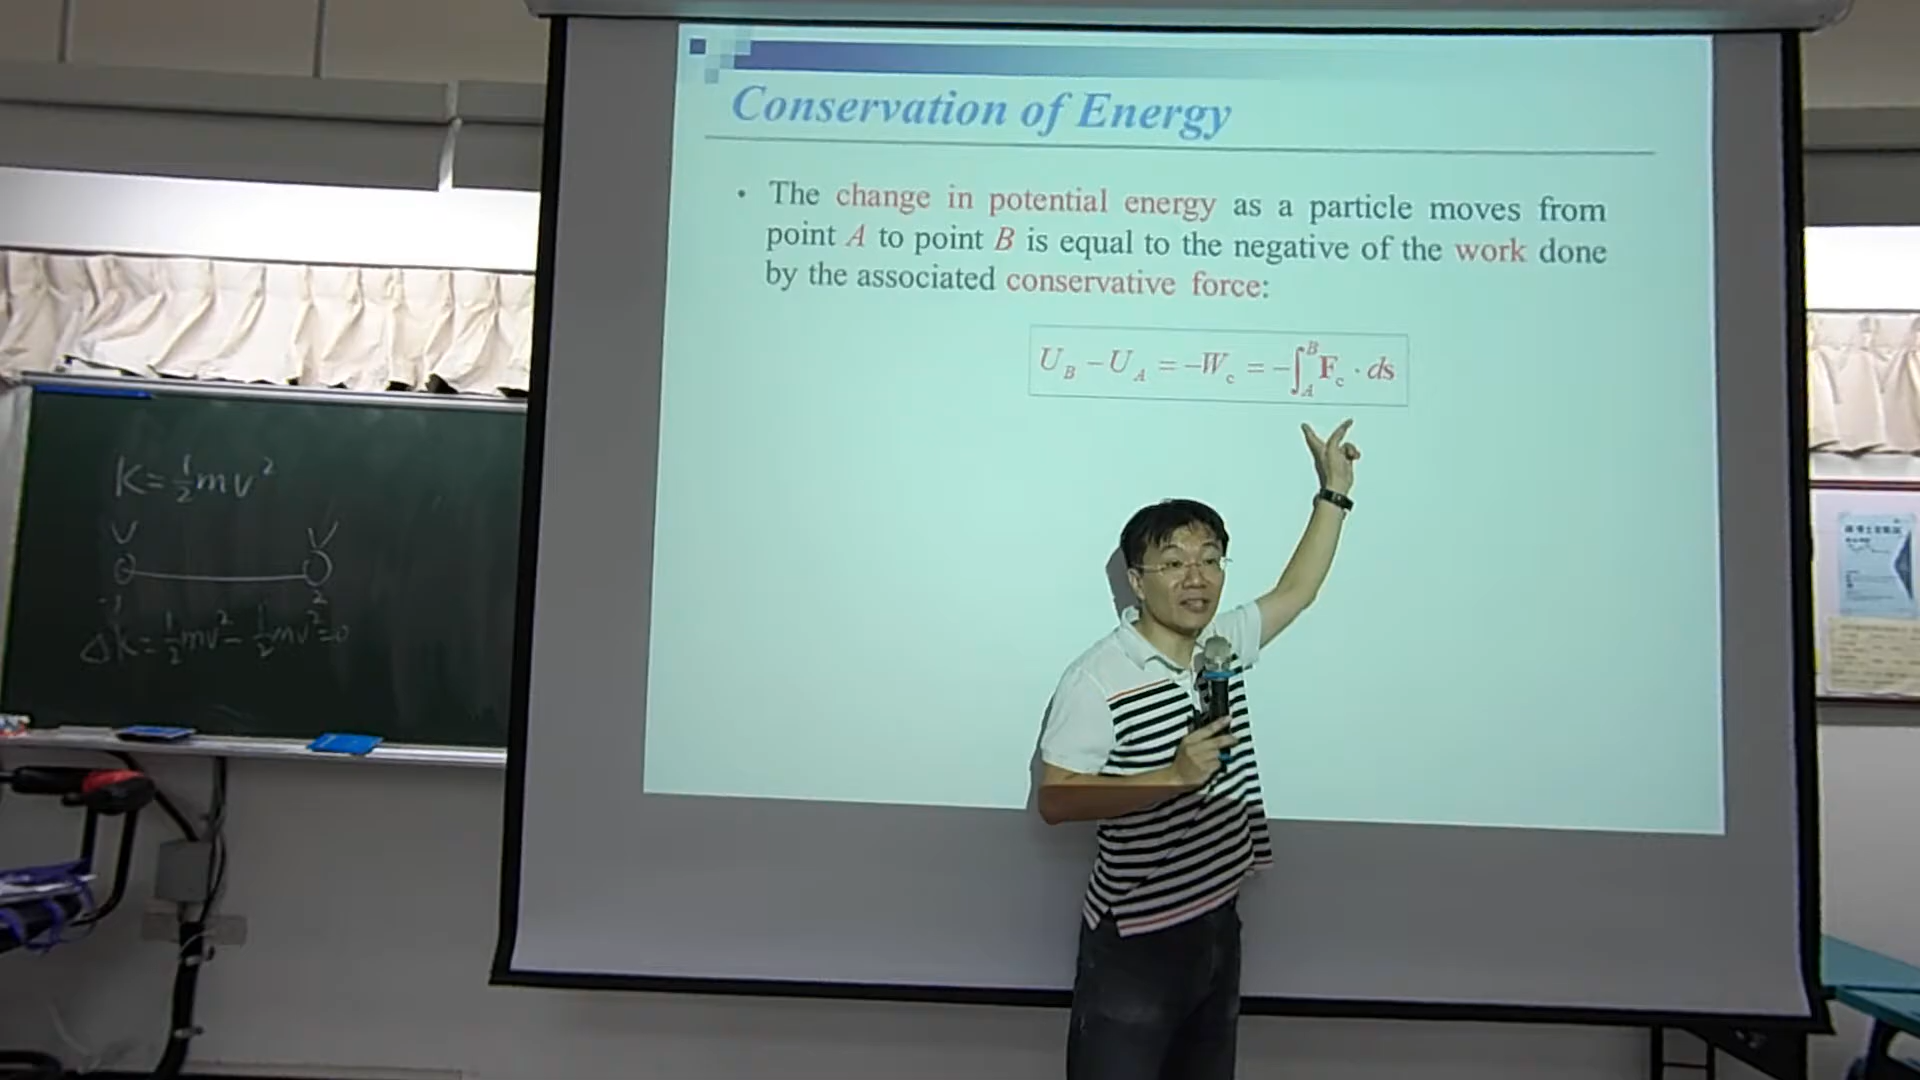 Conservation of Energy
• The change in potential energy as a particle moves from
point A to point B is equal to the negative of the work done
by the associated conservative force:
U_B - U_A = -W_c = -∫_A^B F_c · ds
K = ½mv²
V V
1 2
ΔK = ½mv² - ½mv² = 0